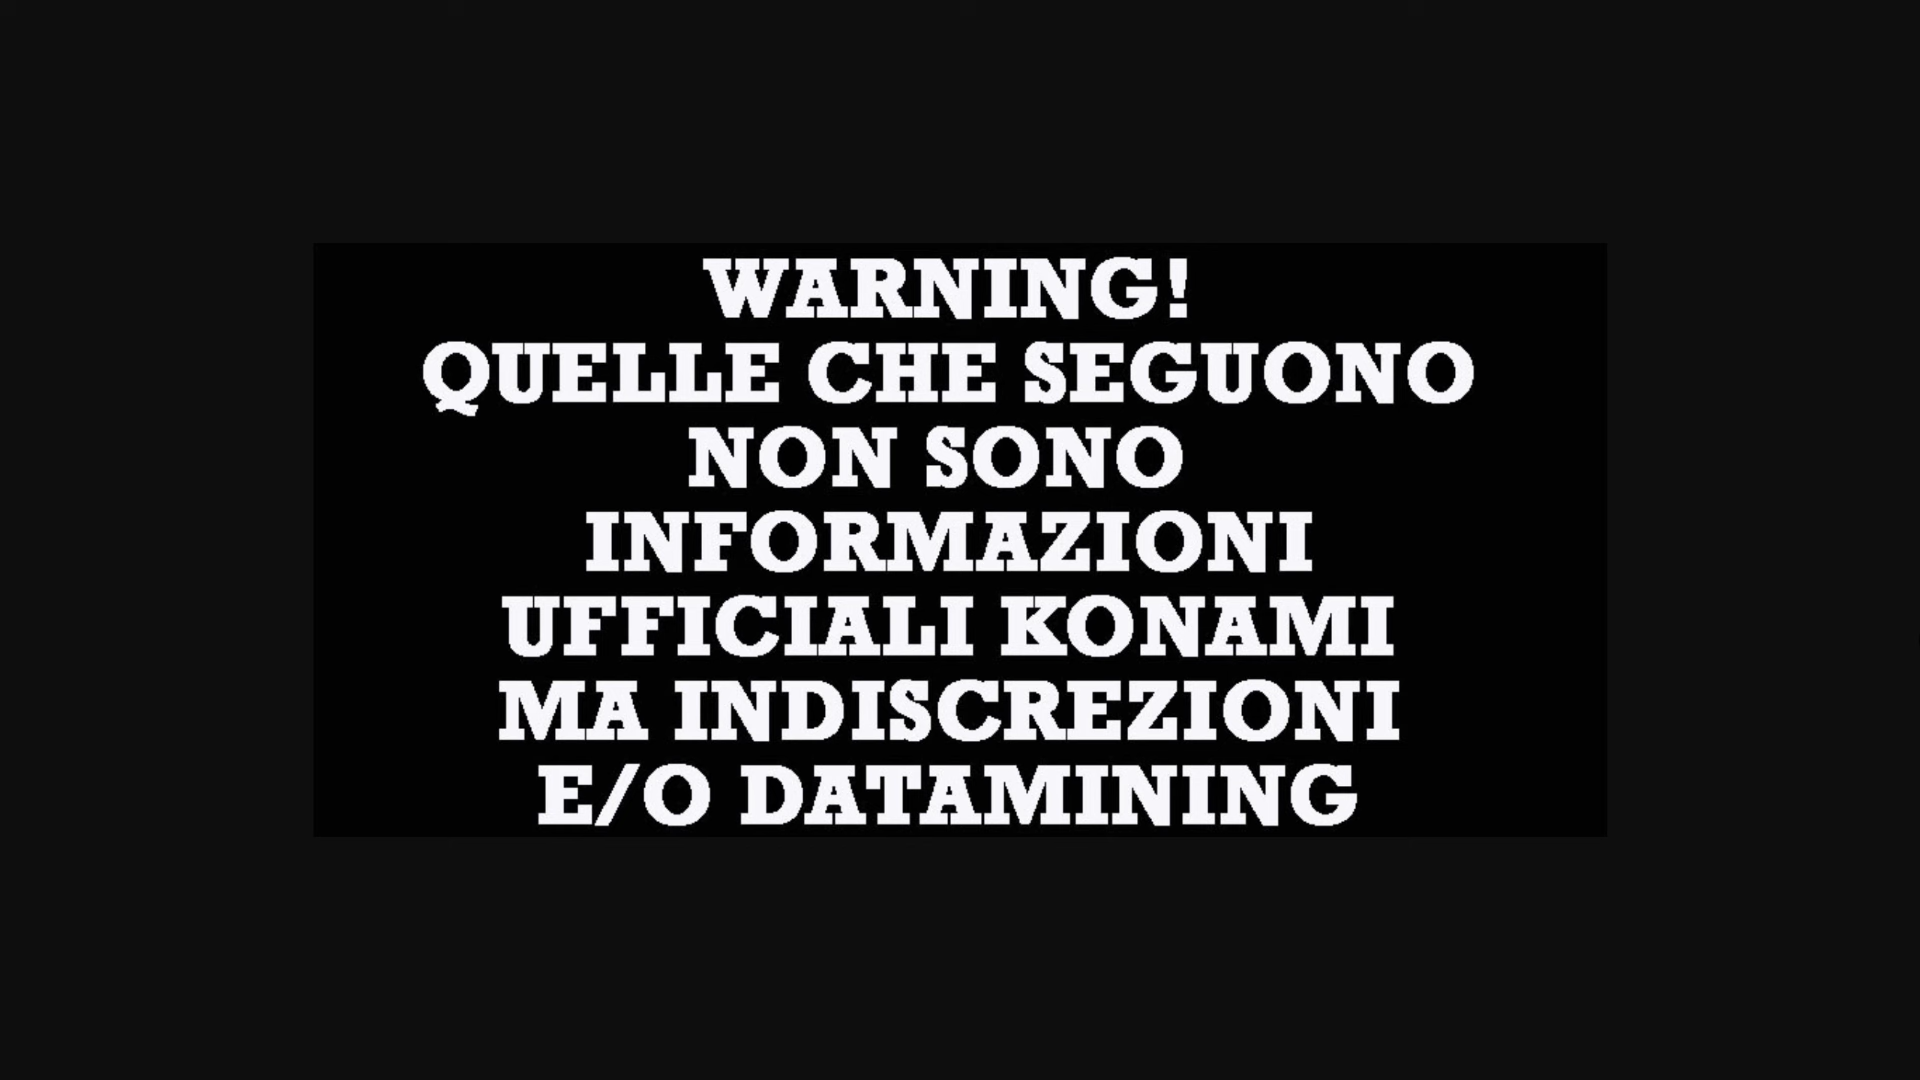 WARNING!
QUELLE CHE SEGUONO
NON SONO
INFORMAZIONI
UFFICIALI KONAMI
MA INDISCREZIONI
E/O DATAMINING